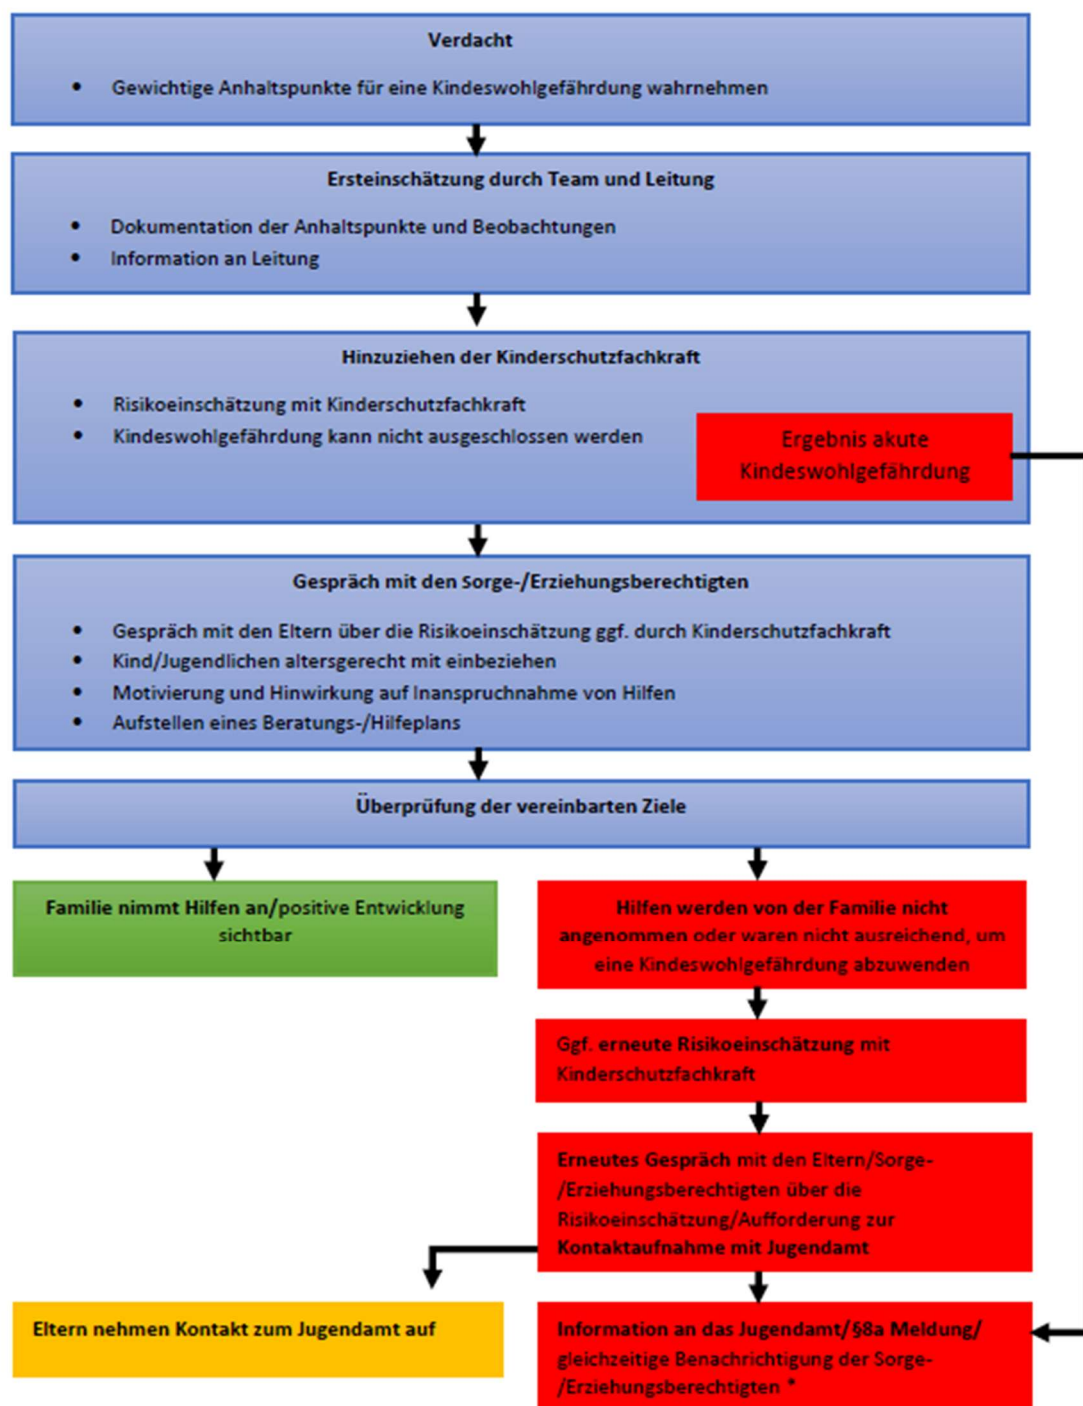 Verdacht
• Gewichtige Anhaltspunkte für eine Kindeswohlgefährdung wahrnehmen
Ersteinschätzung durch Team und Leitung
• Dokumentation der Anhaltspunkte und Beobachtungen
• Information an Leitung
Hinzuziehen der Kinderschutzfachkraft
• Risikoeinschätzung mit Kinderschutzfachkraft
• Kindeswohlgefährdung kann nicht ausgeschlossen werden
Ergebnis akute
Kindeswohlgefährdung
Gespräch mit den Sorge-/Erziehungsberechtigten
• Gespräch mit den Eltern über die Risikoeinschätzung ggf. durch Kinderschutzfachkraft
• Kind/Jugendlichen altersgerecht mit einbeziehen
• Motivierung und Hinwirkung auf Inanspruchnahme von Hilfen
• Aufstellen eines Beratungs-/Hilfeplans
Überprüfung der vereinbarten Ziele
Familie nimmt Hilfen an/positive Entwicklung
sichtbar
Hilfen werden von der Familie nicht
angenommen oder waren nicht ausreichend, um
eine Kindeswohlgefährdung abzuwenden
Ggf. erneute Risikoeinschätzung mit
Kinderschutzfachkraft
Erneutes Gespräch mit den Eltern/Sorge-
/Erziehungsberechtigten über die
Risikoeinschätzung/Aufforderung zur
Kontaktaufnahme mit Jugendamt
Eltern nehmen Kontakt zum Jugendamt auf
Information an das Jugendamt/§8a Meldung/
gleichzeitige Benachrichtigung der Sorge-
/Erziehungsberechtigten *